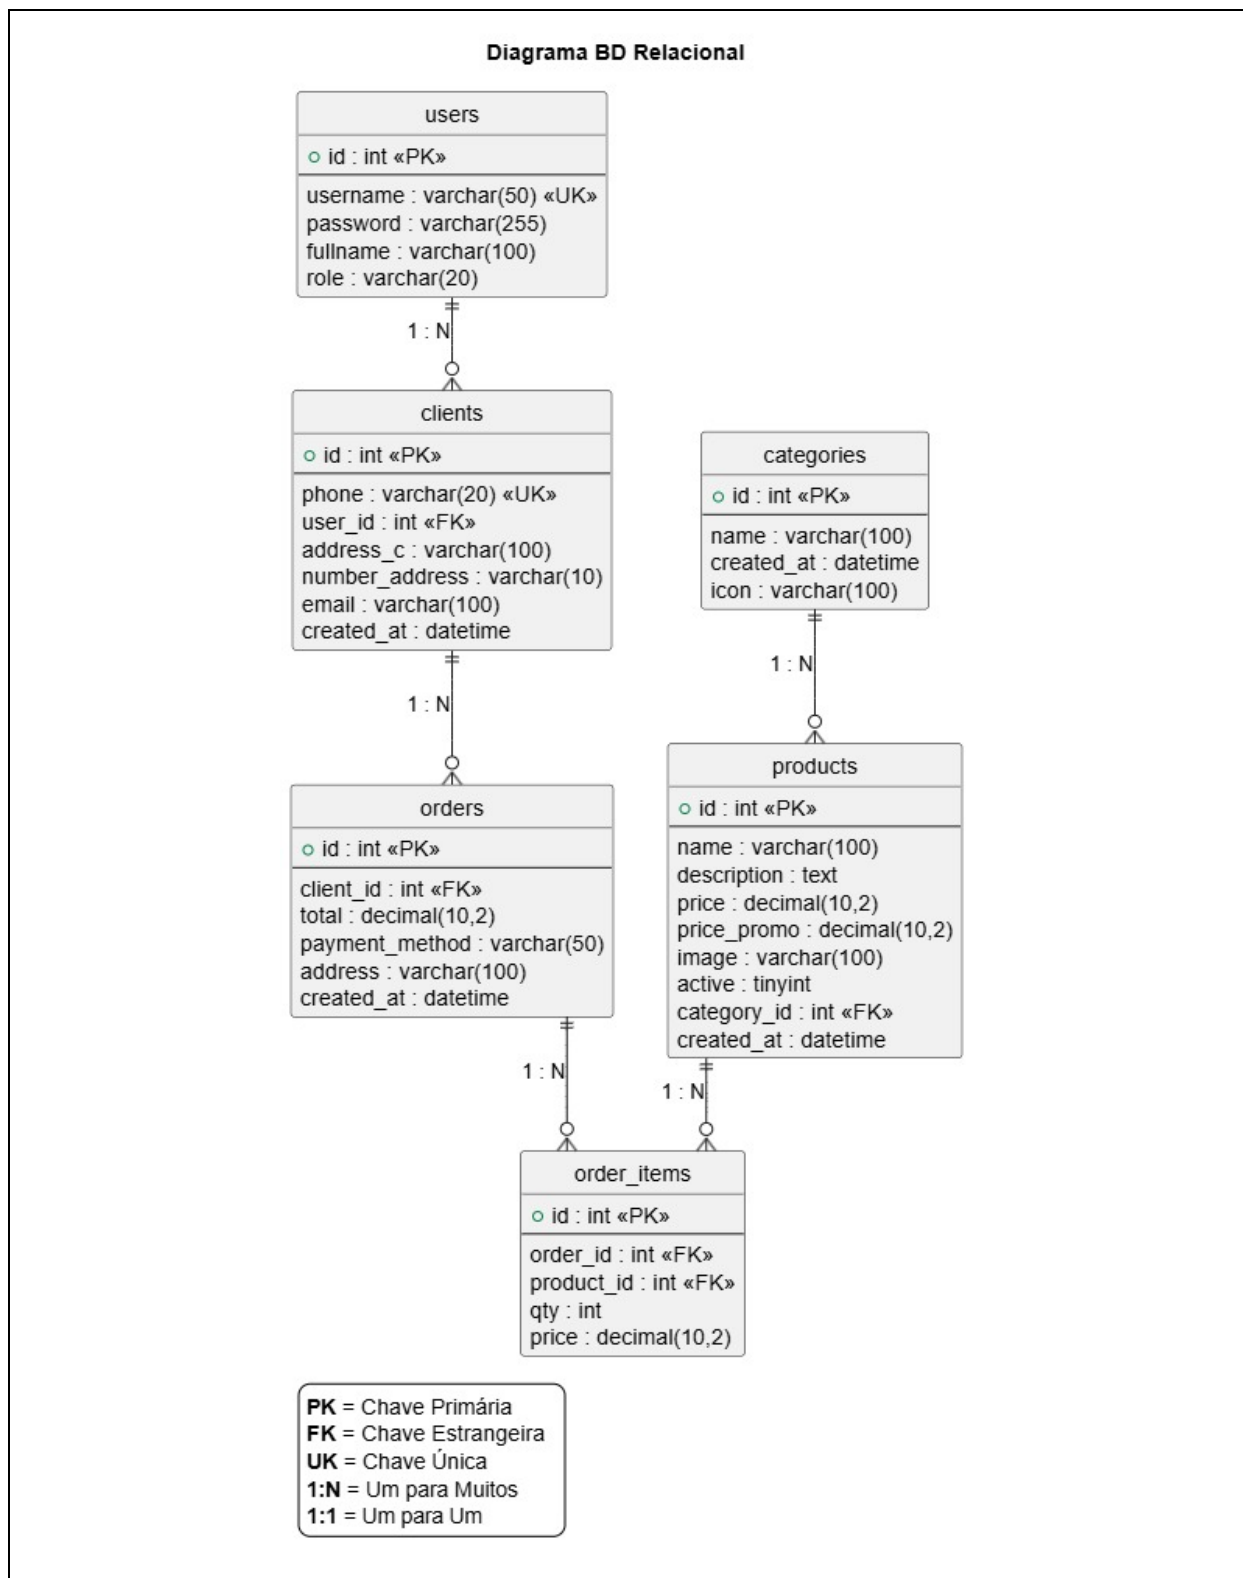 Diagrama BD Relacional
users
id : int «PK»
username : varchar(50) «UK»
password : varchar(255)
fullname : varchar(100)
role : varchar(20)
1 : N
clients
id : int «PK»
phone : varchar(20) «UK»
user_id : int «FK»
address_c : varchar(100)
number_address : varchar(10)
email : varchar(100)
created_at : datetime
categories
id : int «PK»
name : varchar(100)
created_at : datetime
icon : varchar(100)
1 : N
1 : N
orders
id : int «PK»
client_id : int «FK»
total : decimal(10,2)
payment_method : varchar(50)
address : varchar(100)
created_at : datetime
products
id : int «PK»
name : varchar(100)
description : text
price : decimal(10,2)
price_promo : decimal(10,2)
image : varchar(100)
active : tinyint
category_id : int «FK»
created_at : datetime
1 : N
1 : N
order_items
id : int «PK»
order_id : int «FK»
product_id : int «FK»
qty : int
price : decimal(10,2)
PK = Chave Primária
FK = Chave Estrangeira
UK = Chave Única
1:N = Um para Muitos
1:1 = Um para Um